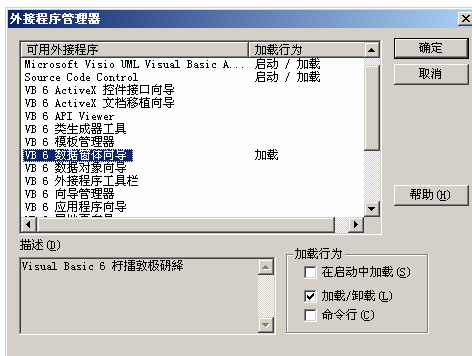 外接程序管理器
可用外接程序 加载行为
Microsoft Visio UML Visual Basic A... 启动 / 加载
Source Code Control 启动 / 加载
VB 6 ActiveX 控件接口向导
VB 6 ActiveX 文档移植向导
VB 6 API Viewer
VB 6 类生成器工具
VB 6 模板管理器
VB 6 数据窗体向导 加载
VB 6 数据对象向导
VB 6 外接程序工具栏
VB 6 向导管理器
VB 6 应用程序向导
确定
取消
帮助(H)
描述(D)
Visual Basic 6
加载行为
在启动中加载(S)
加载/卸载(L)
命令行(C)